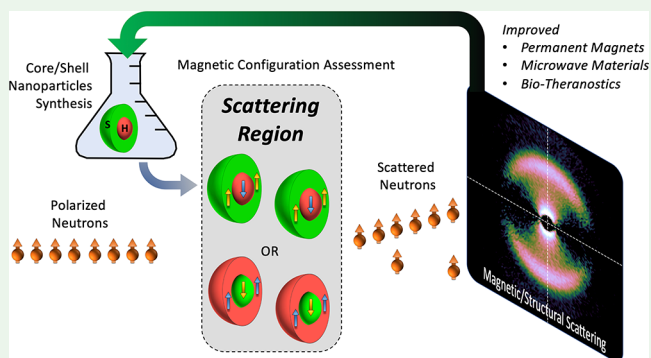 Improved
• Permanent Magnets
• Microwave Materials
• Bio-Theranostics
Core/Shell
Nanoparticles
Synthesis
Magnetic Configuration Assessment
S
H
Scattering
Region
Polarized
Neutrons
OR
Scattered
Neutrons
Magnetic/Structural Scattering